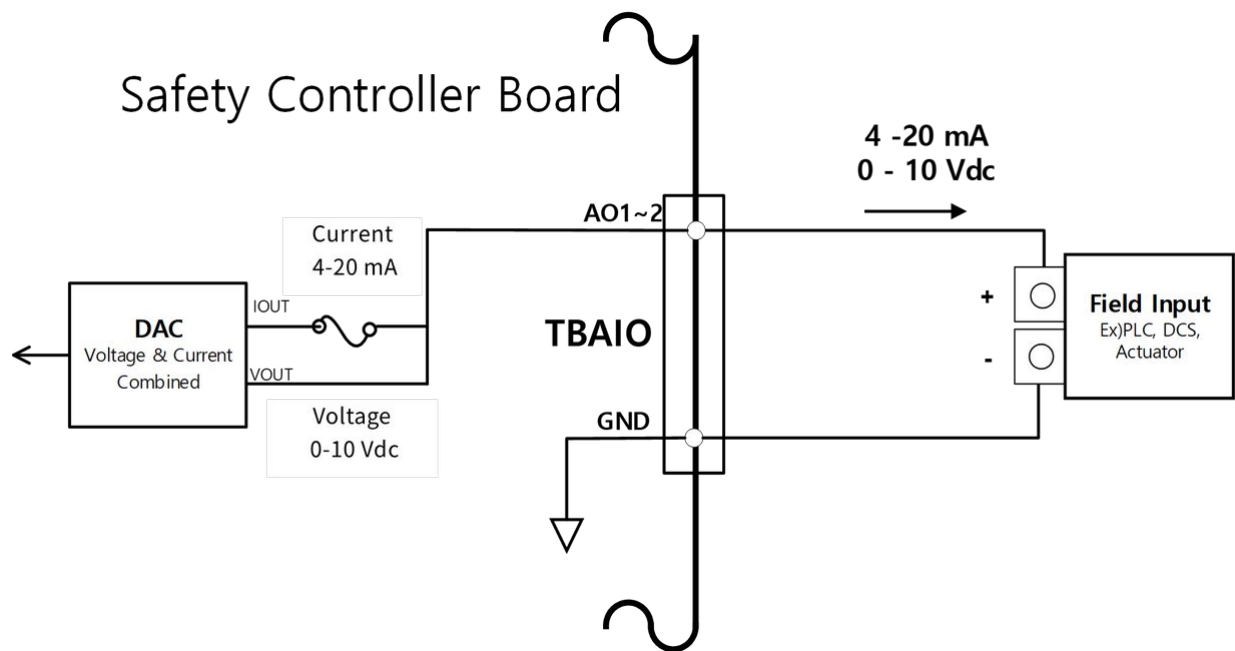 Safety Controller Board
4 -20 mA
0 - 10 Vdc
AO1~2
Current
4-20 mA
IOUT
DAC
Voltage & Current
Combined
VOUT
Voltage
0-10 Vdc
TBAIO
GND
+
-
Field Input
Ex)PLC, DCS,
Actuator